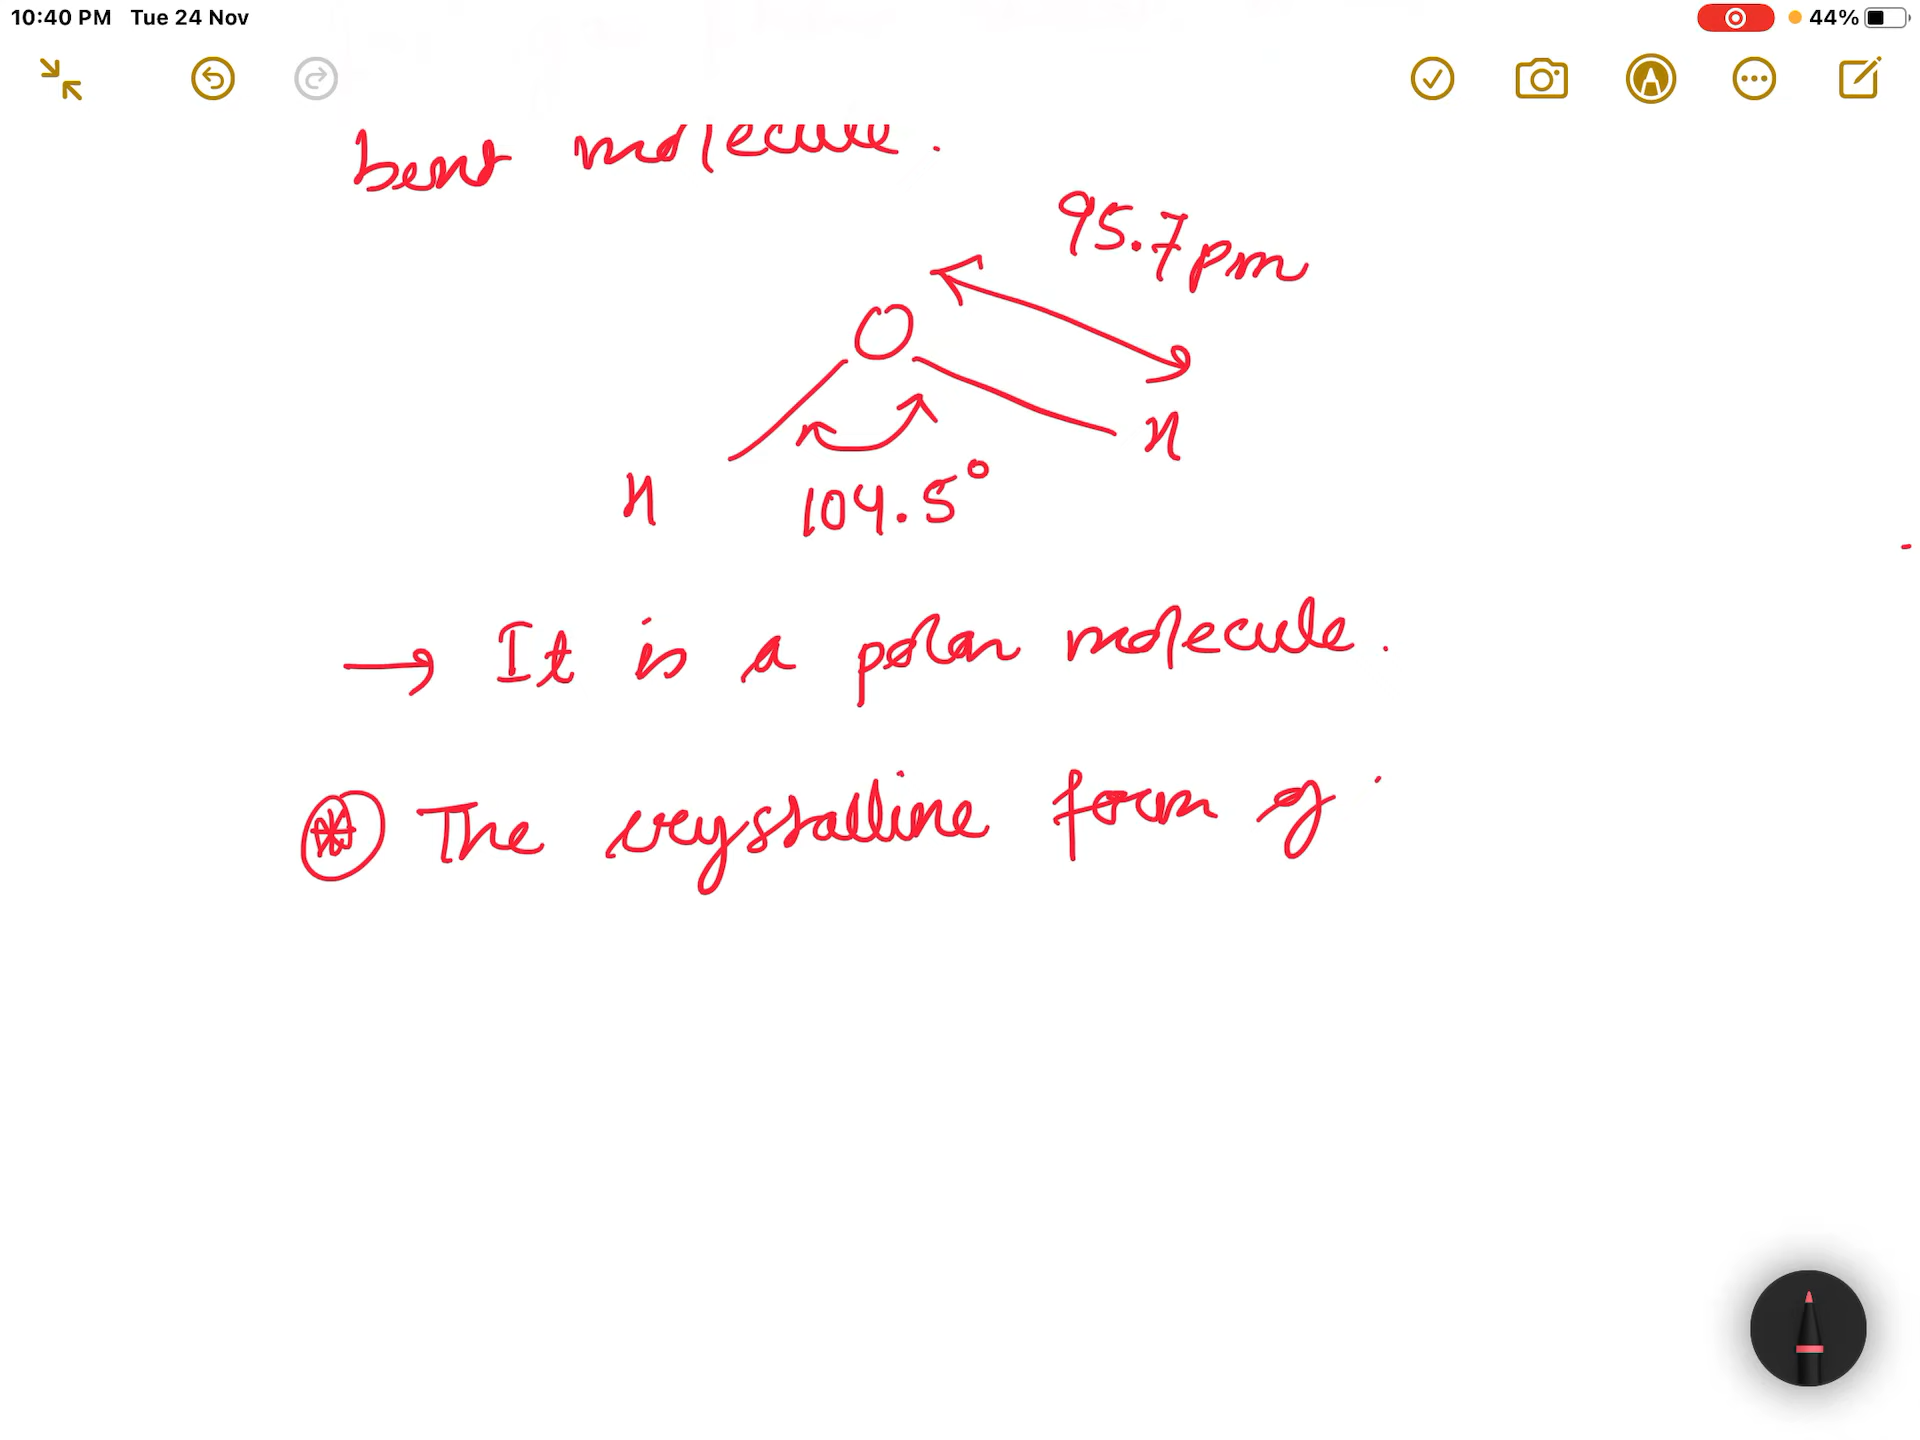 10:40 PM Tue 24 Nov 44%
bent molecule.
95.7pm
O
H
H
104.5°
→ It is a polar molecule.
The crystalline form of